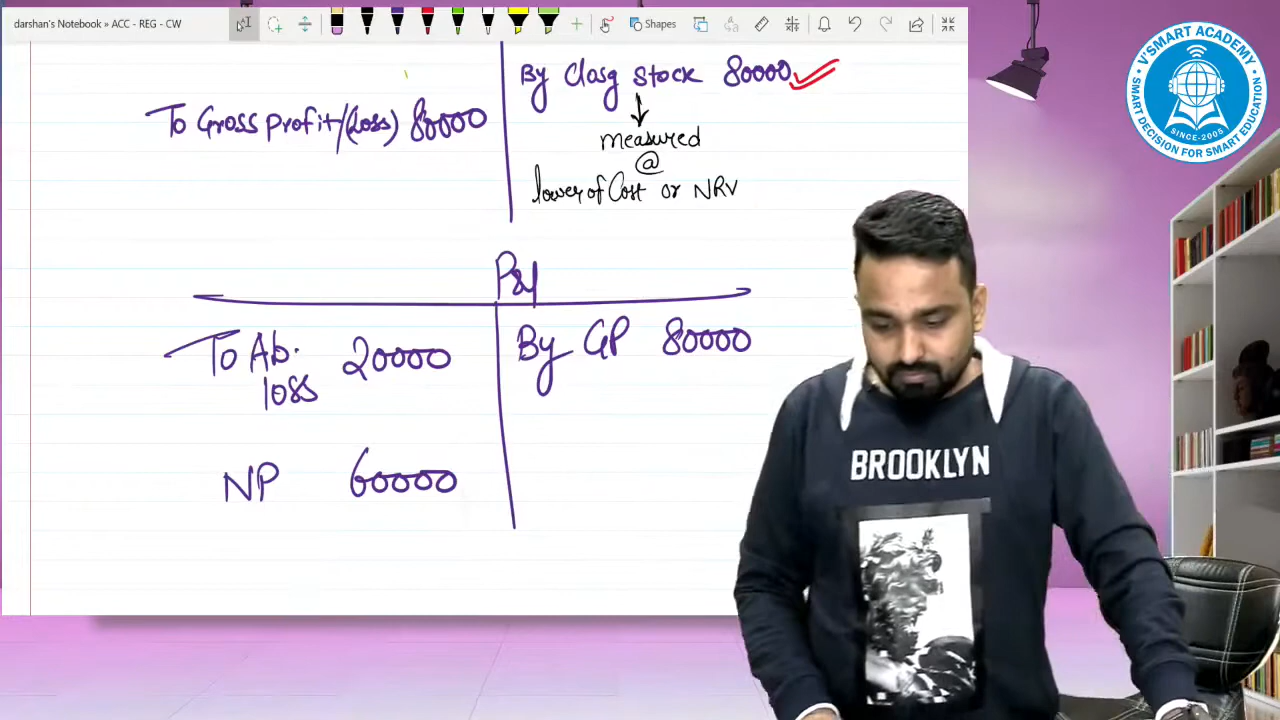 darshan's Notebook » ACC - REG - CW
Shapes
By Closg stock 80000
To Gross profit/(loss) 80000
measured
@
lower of Cost or NRV
P&L
To Ab. 20000
loss
By GP 80000
NP 60000
V'SMART ACADEMY
SINCE-2005
SMART DECISION FOR SMART EDUCATION
BROOKLYN